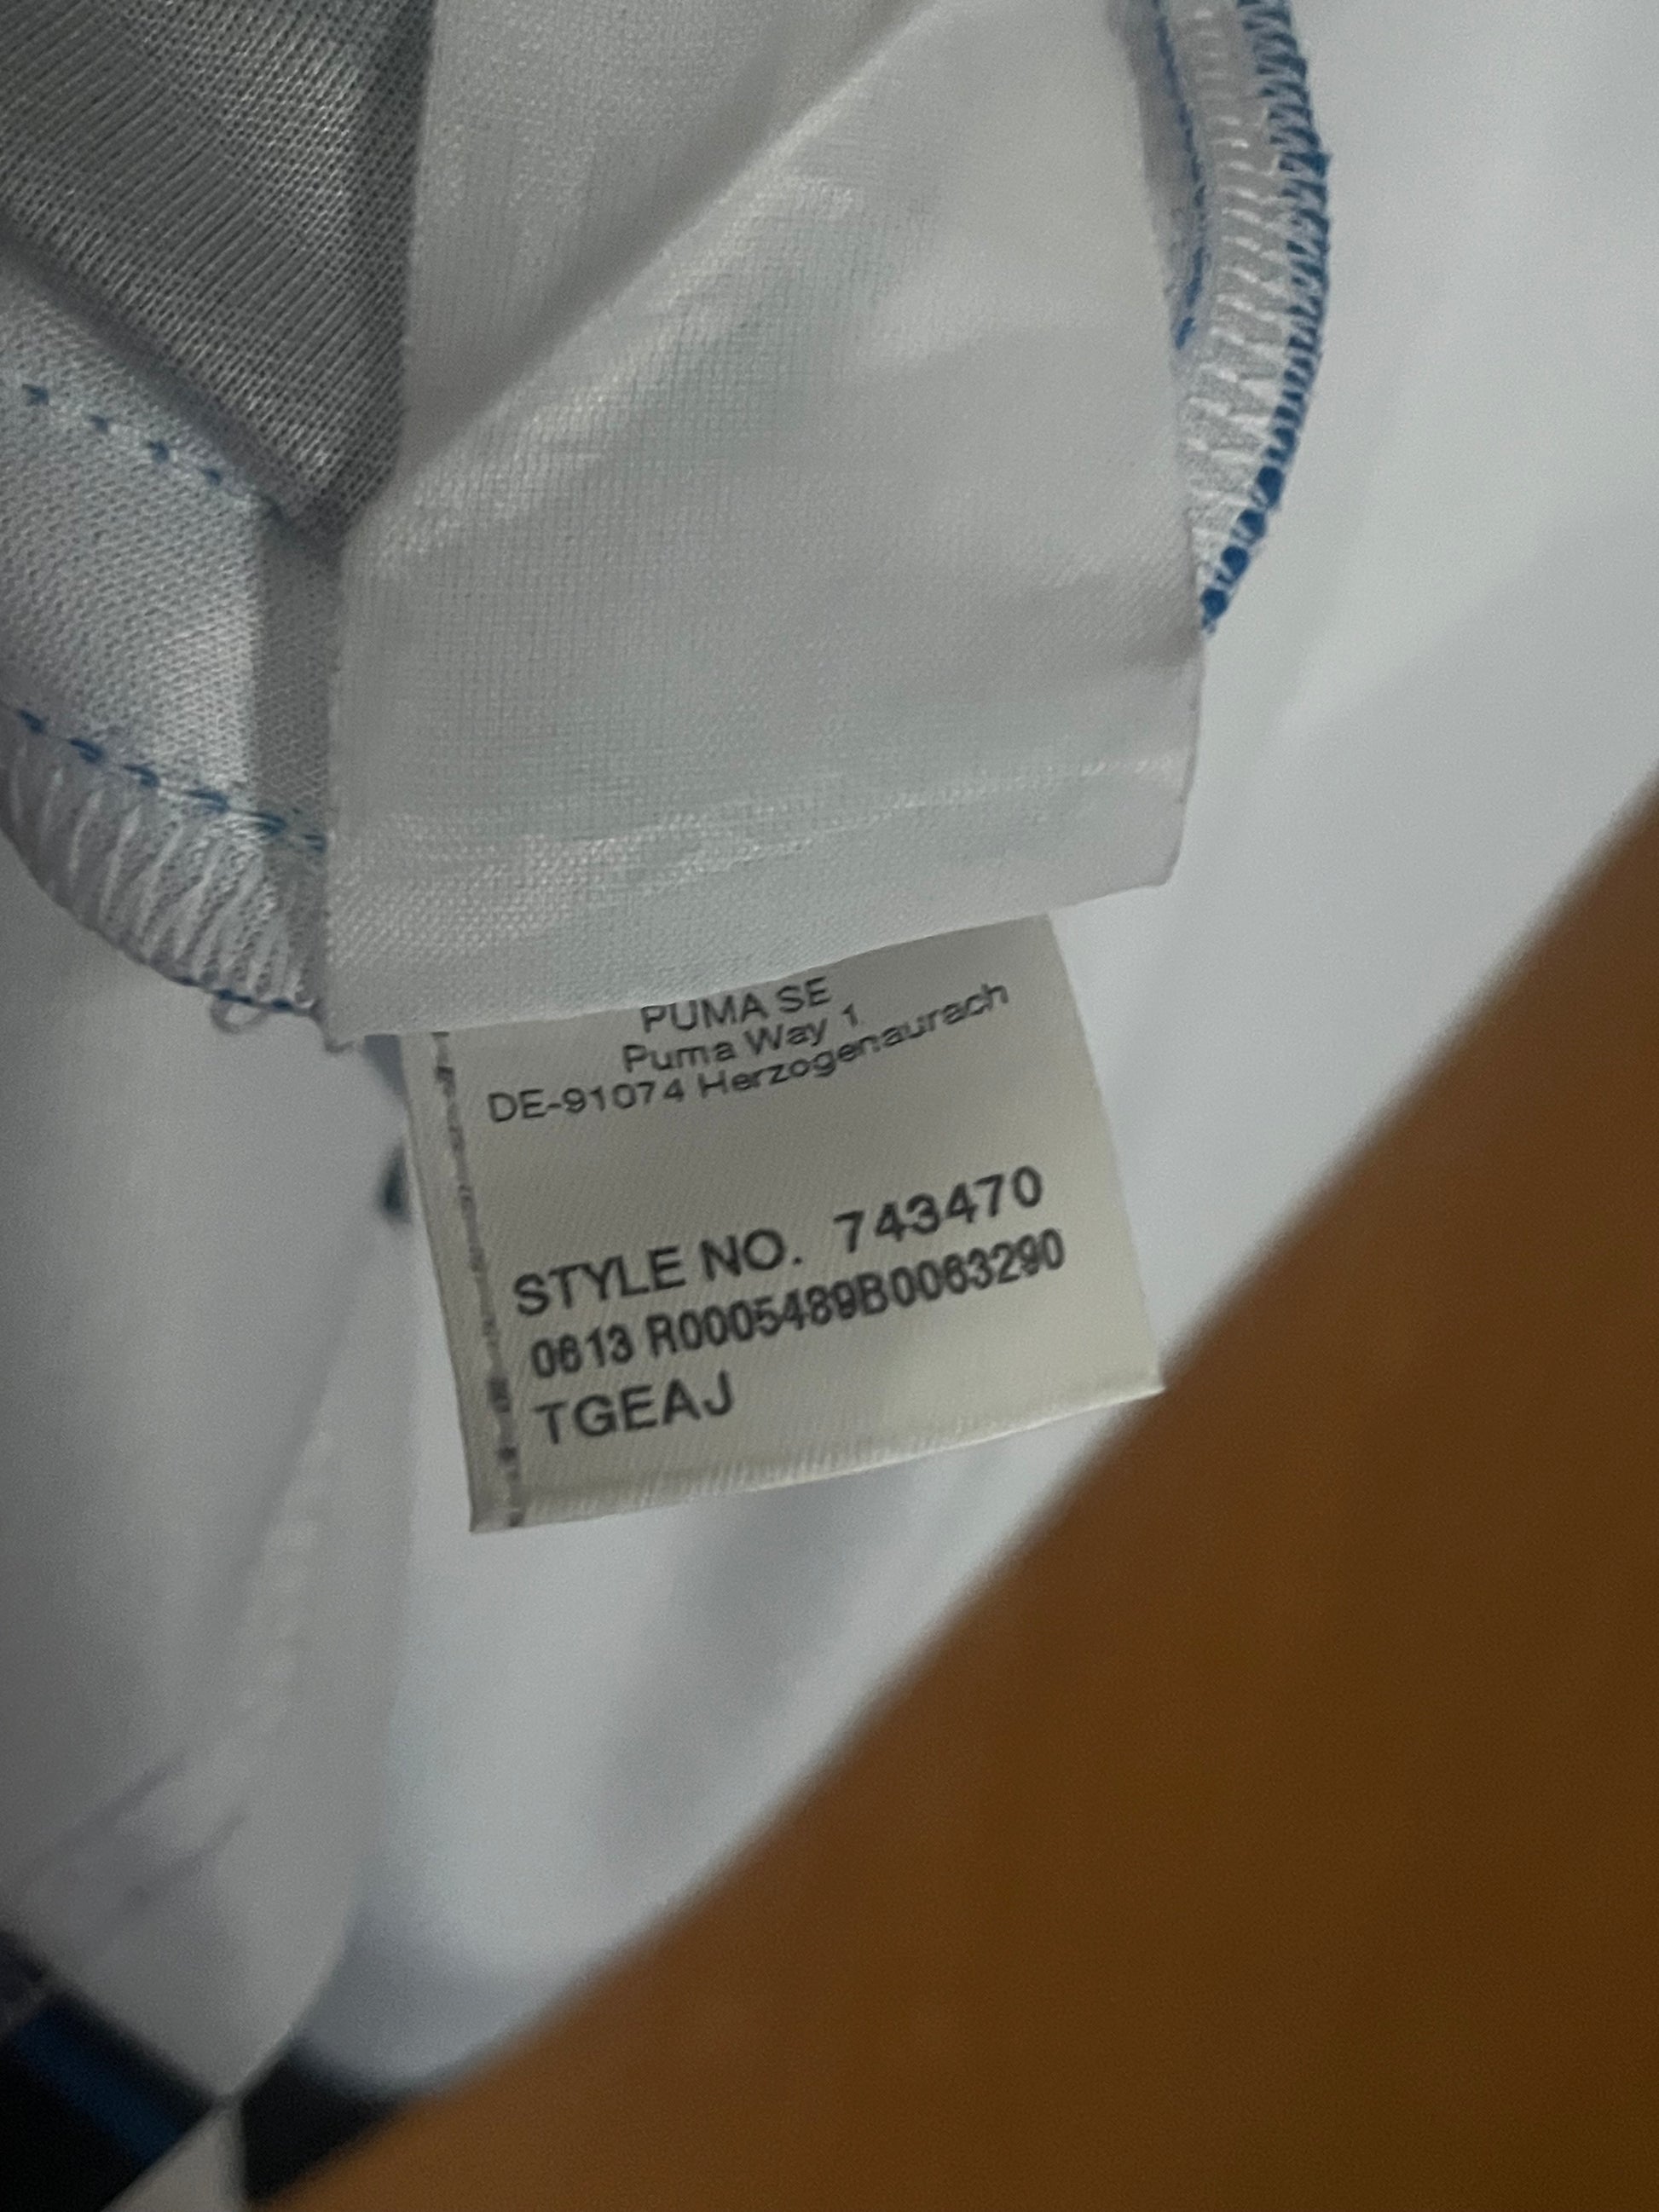 PUMA SE
Puma Way 1
DE-91074 Herzogenaurach
STYLE NO. 743470
0613 R0005489B0063290
TGEAJ